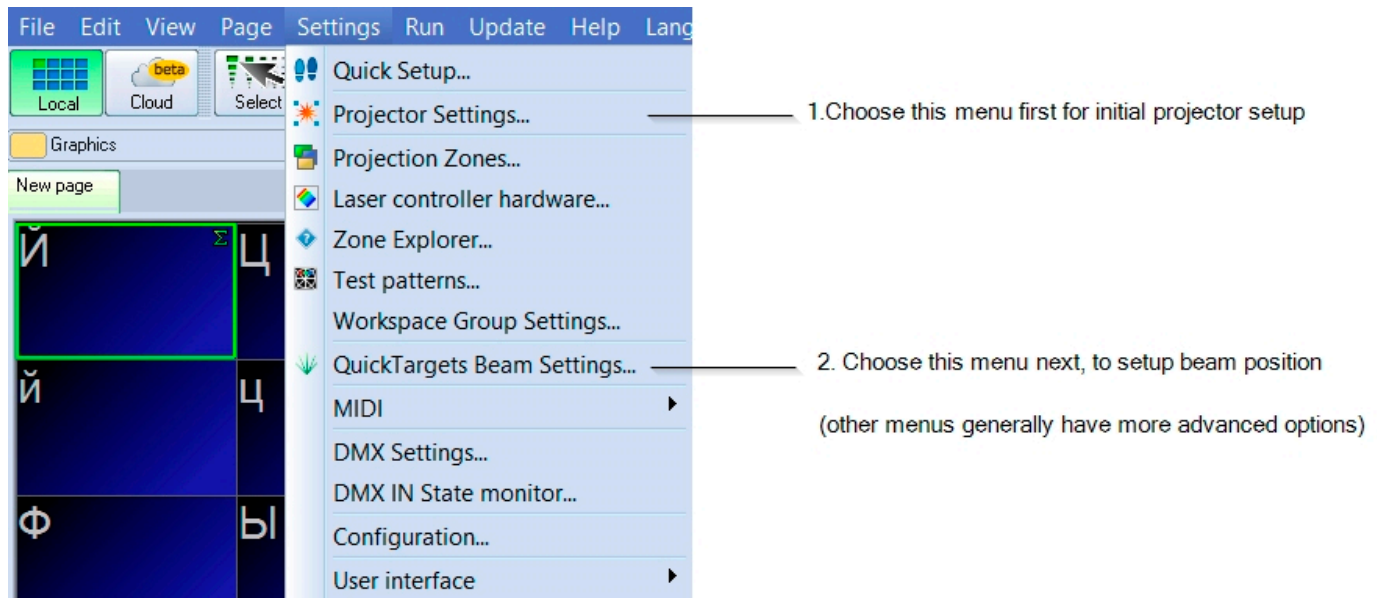 File Edit View Page Settings Run Update Help Lang
Local Cloud beta Select
Graphics
New page
Й Σ Ц
й ц
Ф Ы
Quick Setup...
Projector Settings...
Projection Zones...
Laser controller hardware...
Zone Explorer...
Test patterns...
Workspace Group Settings...
QuickTargets Beam Settings...
MIDI
DMX Settings...
DMX IN State monitor...
Configuration...
User interface
1.Choose this menu first for initial projector setup
2. Choose this menu next, to setup beam position
(other menus generally have more advanced options)